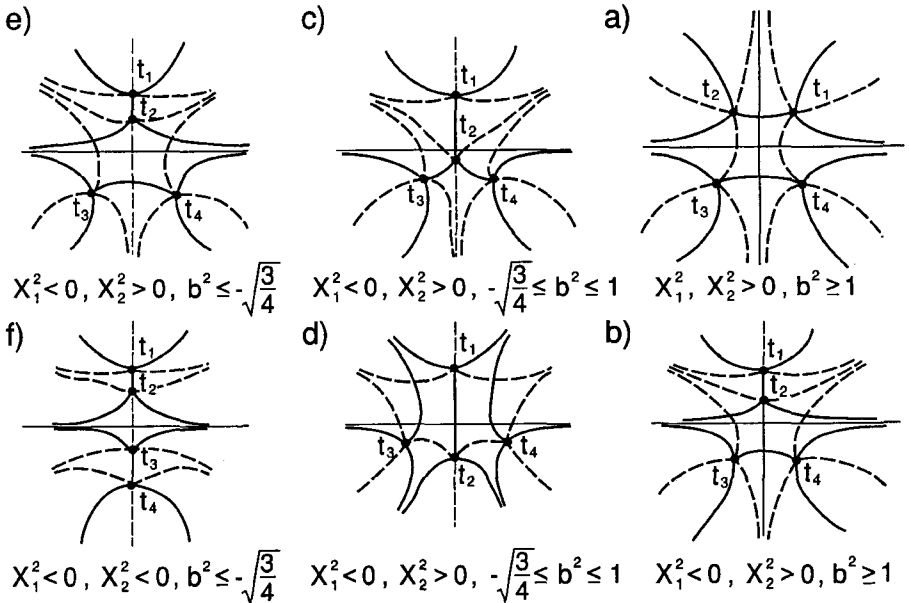 e)
t₁
t₂
t₃
t₄
X₁²<0, X₂²>0, b²≤-√(3/4)
c)
t₁
t₂
t₃
t₄
X₁²<0, X₂²>0, -√(3/4)≤b²≤1
a)
t₂
t₁
t₃
t₄
X₁², X₂²>0, b²≥1
f)
t₁
t₂
t₃
t₄
X₁²<0, X₂²<0, b²≤-√(3/4)
d)
t₁
t₃
t₄
t₂
X₁²<0, X₂²>0, -√(3/4)≤b²≤1
b)
t₁
t₂
t₃
t₄
X₁²<0, X₂²>0, b²≥1